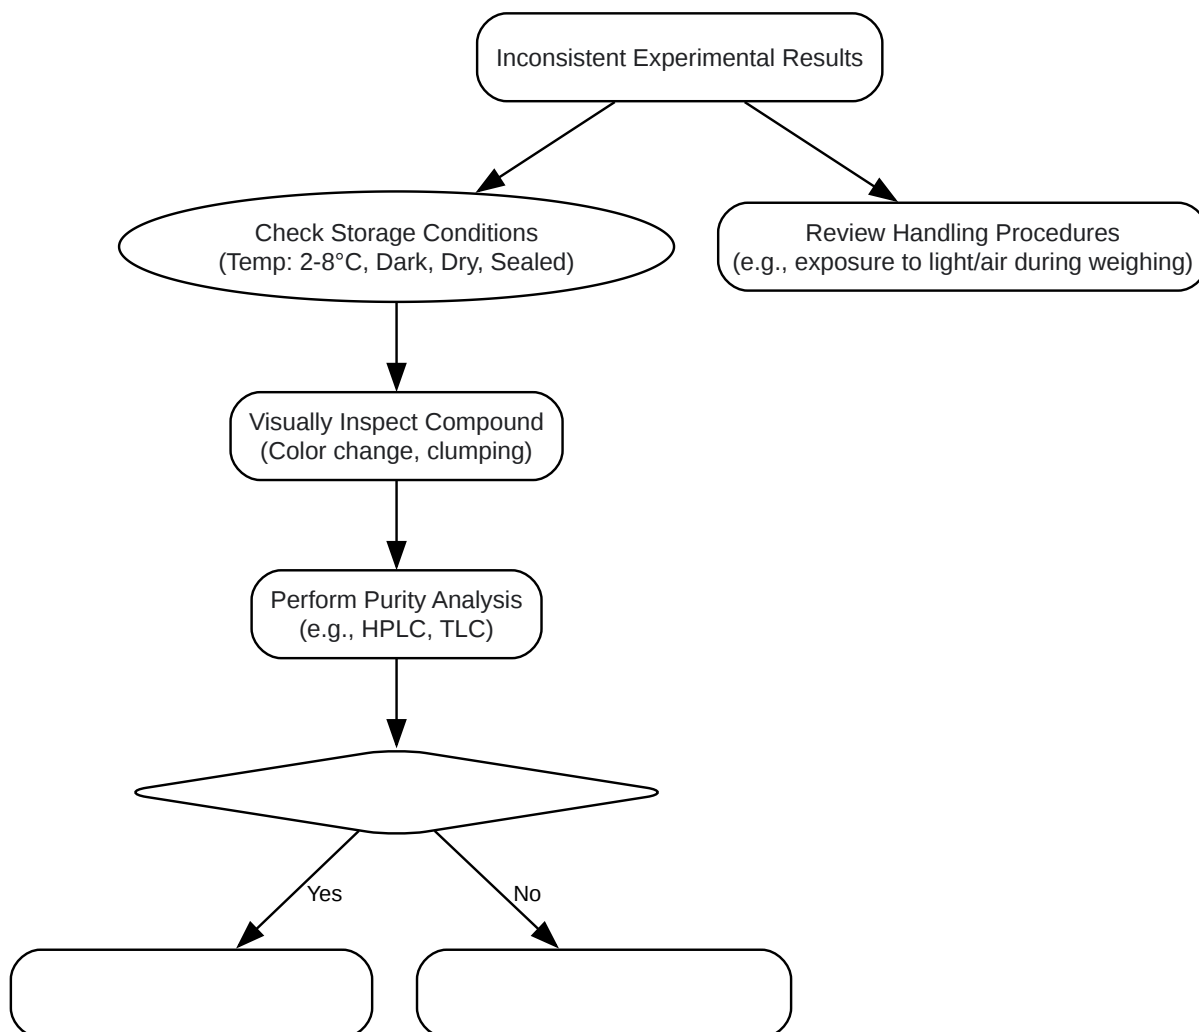 Inconsistent Experimental Results
Check Storage Conditions
(Temp: 2-8°C, Dark, Dry, Sealed)
Review Handling Procedures
(e.g., exposure to light/air during weighing)
Visually Inspect Compound
(Color change, clumping)
Perform Purity Analysis
(e.g., HPLC, TLC)
Yes
No